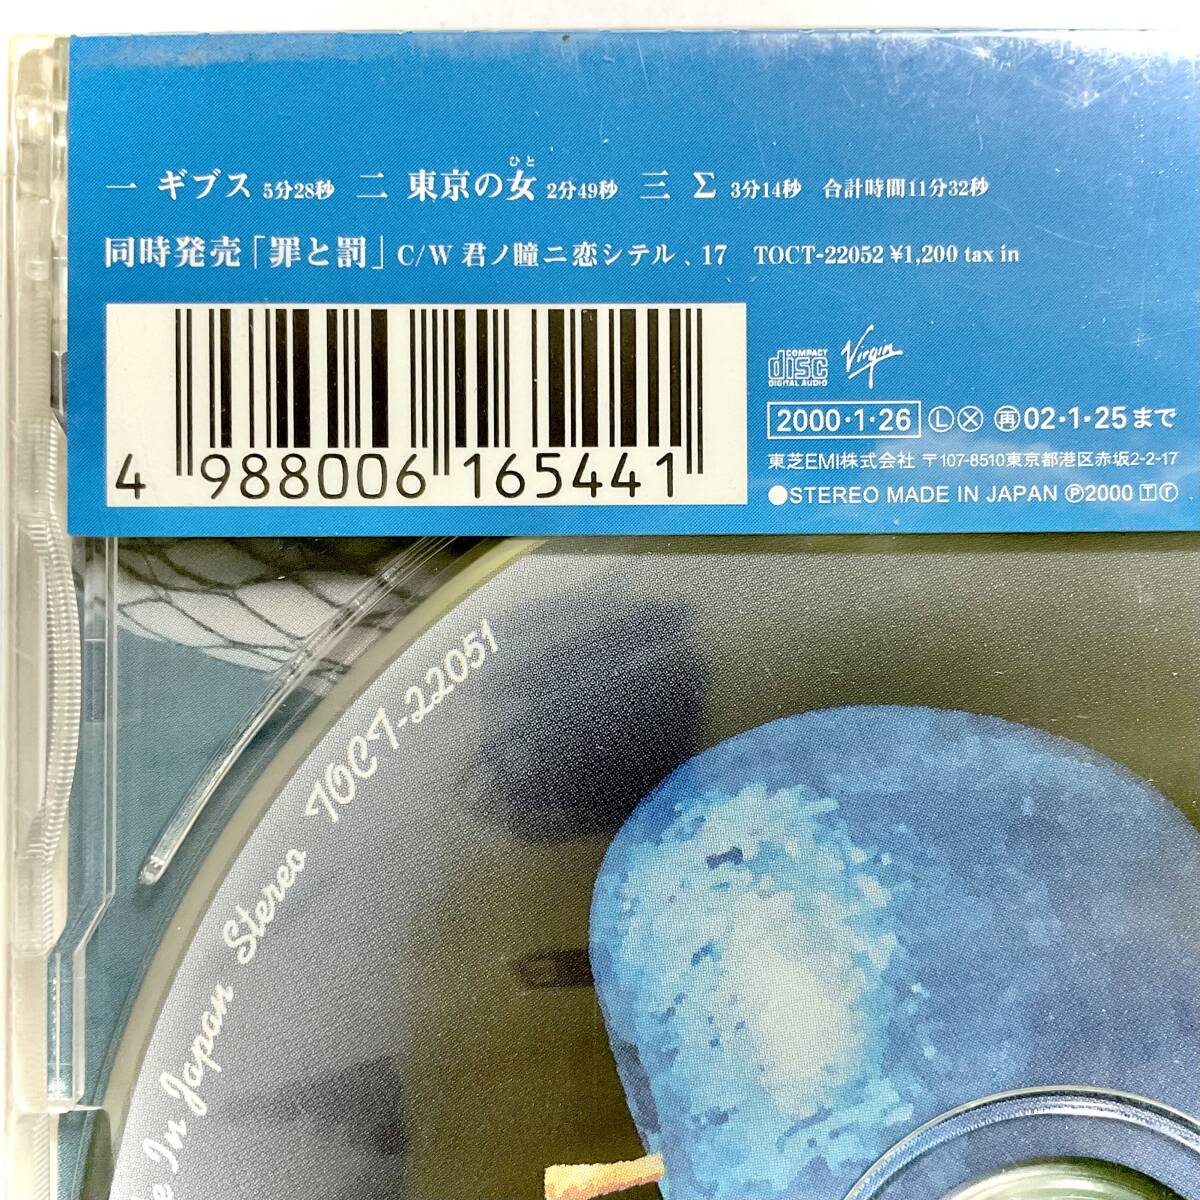 一 ギブス 5分28秒 二 東京の女 2分49秒 三 Σ 3分14秒 合計時間11分32秒
ひと
同時発売「罪と罰」C/W 君ノ瞳ニ恋シテル、17 TOCT-22052 ¥1,200 tax in
4 988006 165441
COMPACT
disc
DIGITAL AUDIO
Virgin
2000・1・26 Ⓛ Ⓧ ㊢02・1・25まで
東芝EMI株式会社 〒107-8510東京都港区赤坂2-2-17
●STEREO MADE IN JAPAN Ⓟ2000 🅃ⓡ
TOCT-22051
Stereo
In Japan